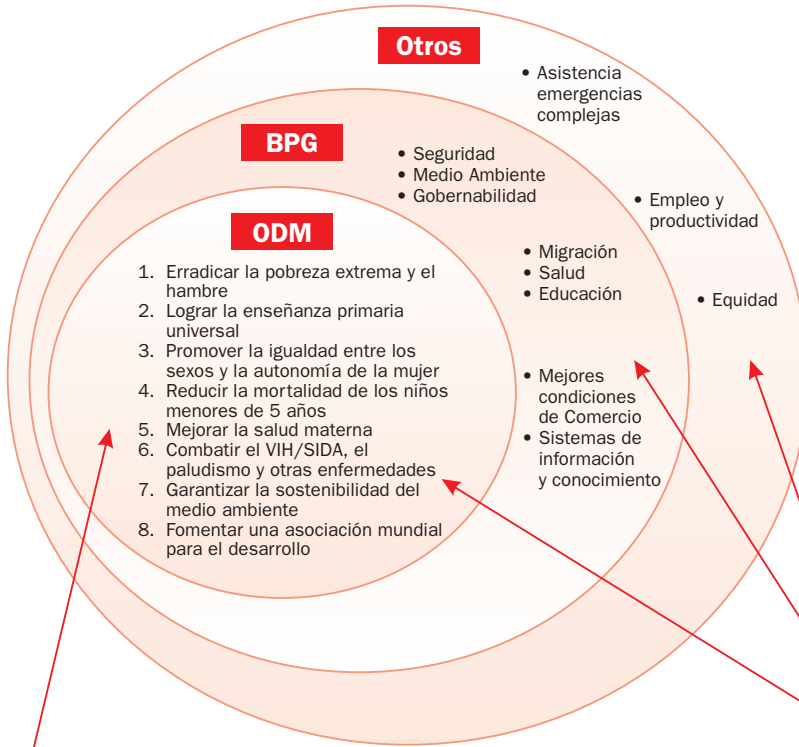 Otros
• Asistencia
emergencias
complejas
BPG
• Seguridad
• Medio Ambiente
• Gobernabilidad
• Empleo y
productividad
ODM
• Migración
• Salud
• Educación
• Equidad
1. Erradicar la pobreza extrema y el
hambre
2. Lograr la enseñanza primaria
universal
3. Promover la igualdad entre los
sexos y la autonomía de la mujer
4. Reducir la mortalidad de los niños
menores de 5 años
5. Mejorar la salud materna
6. Combatir el VIH/SIDA, el
paludismo y otras enfermedades
7. Garantizar la sostenibilidad del
medio ambiente
8. Fomentar una asociación mundial
para el desarrollo
• Mejores
condiciones
de Comercio
• Sistemas de
información
y conocimiento